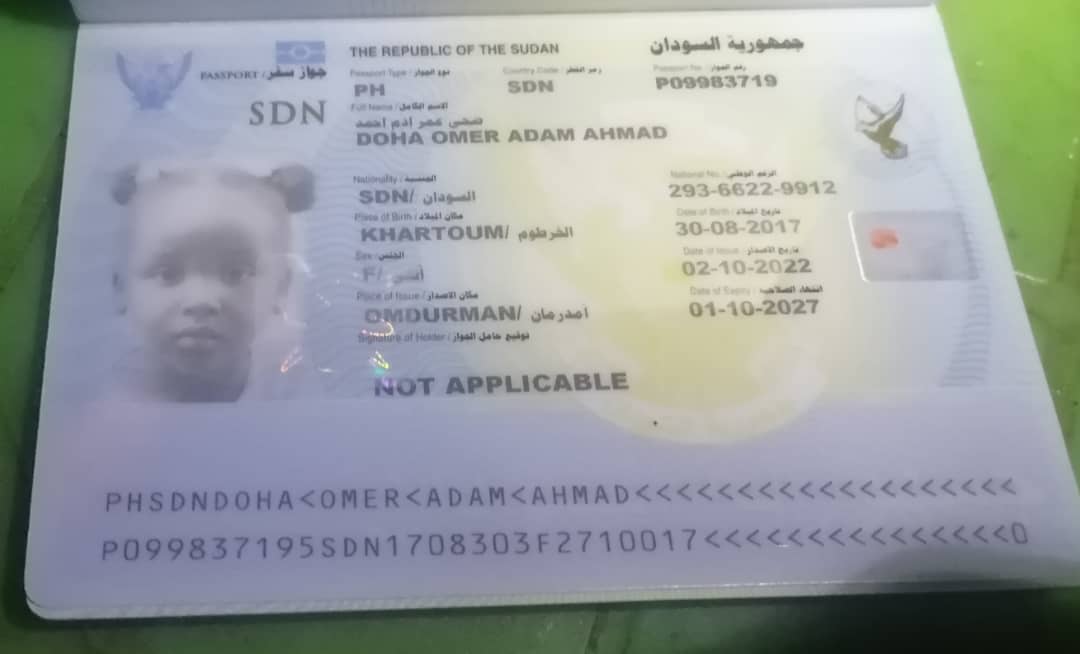 THE REPUBLIC OF THE SUDAN
جمهورية السودان
PASSPORT / جواز سفر
SDN
Passport Type / نوع الجواز
PH
Country Code / رمز القطر
SDN
Passport No. / رقم الجواز
P09983719
Full Name / الاسم الكامل
ضحى عمر ادم احمد
DOHA OMER ADAM AHMAD
Nationality / الجنسية
SDN/ السودان
National No. / الرقم الوطني
293-6622-9912
Place of Birth / مكان الميلاد
KHARTOUM/ الخرطوم
Date of Birth / تاريخ الميلاد
30-08-2017
Sex / الجنس
F/ أنثى
Date of Issue / تاريخ الاصدار
02-10-2022
Place of Issue / مكان الاصدار
OMDURMAN/ امدرمان
Date of Expiry / انتهاء الصلاحية
01-10-2027
Signature of Holder / توقيع حامل الجواز
NOT APPLICABLE
PHSDNDOHA<OMER<ADAM<AHMAD<<<<<<<<<<<<<<<<<<<
P099837195SDN1708303F2710017<<<<<<<<<<<<<<<0